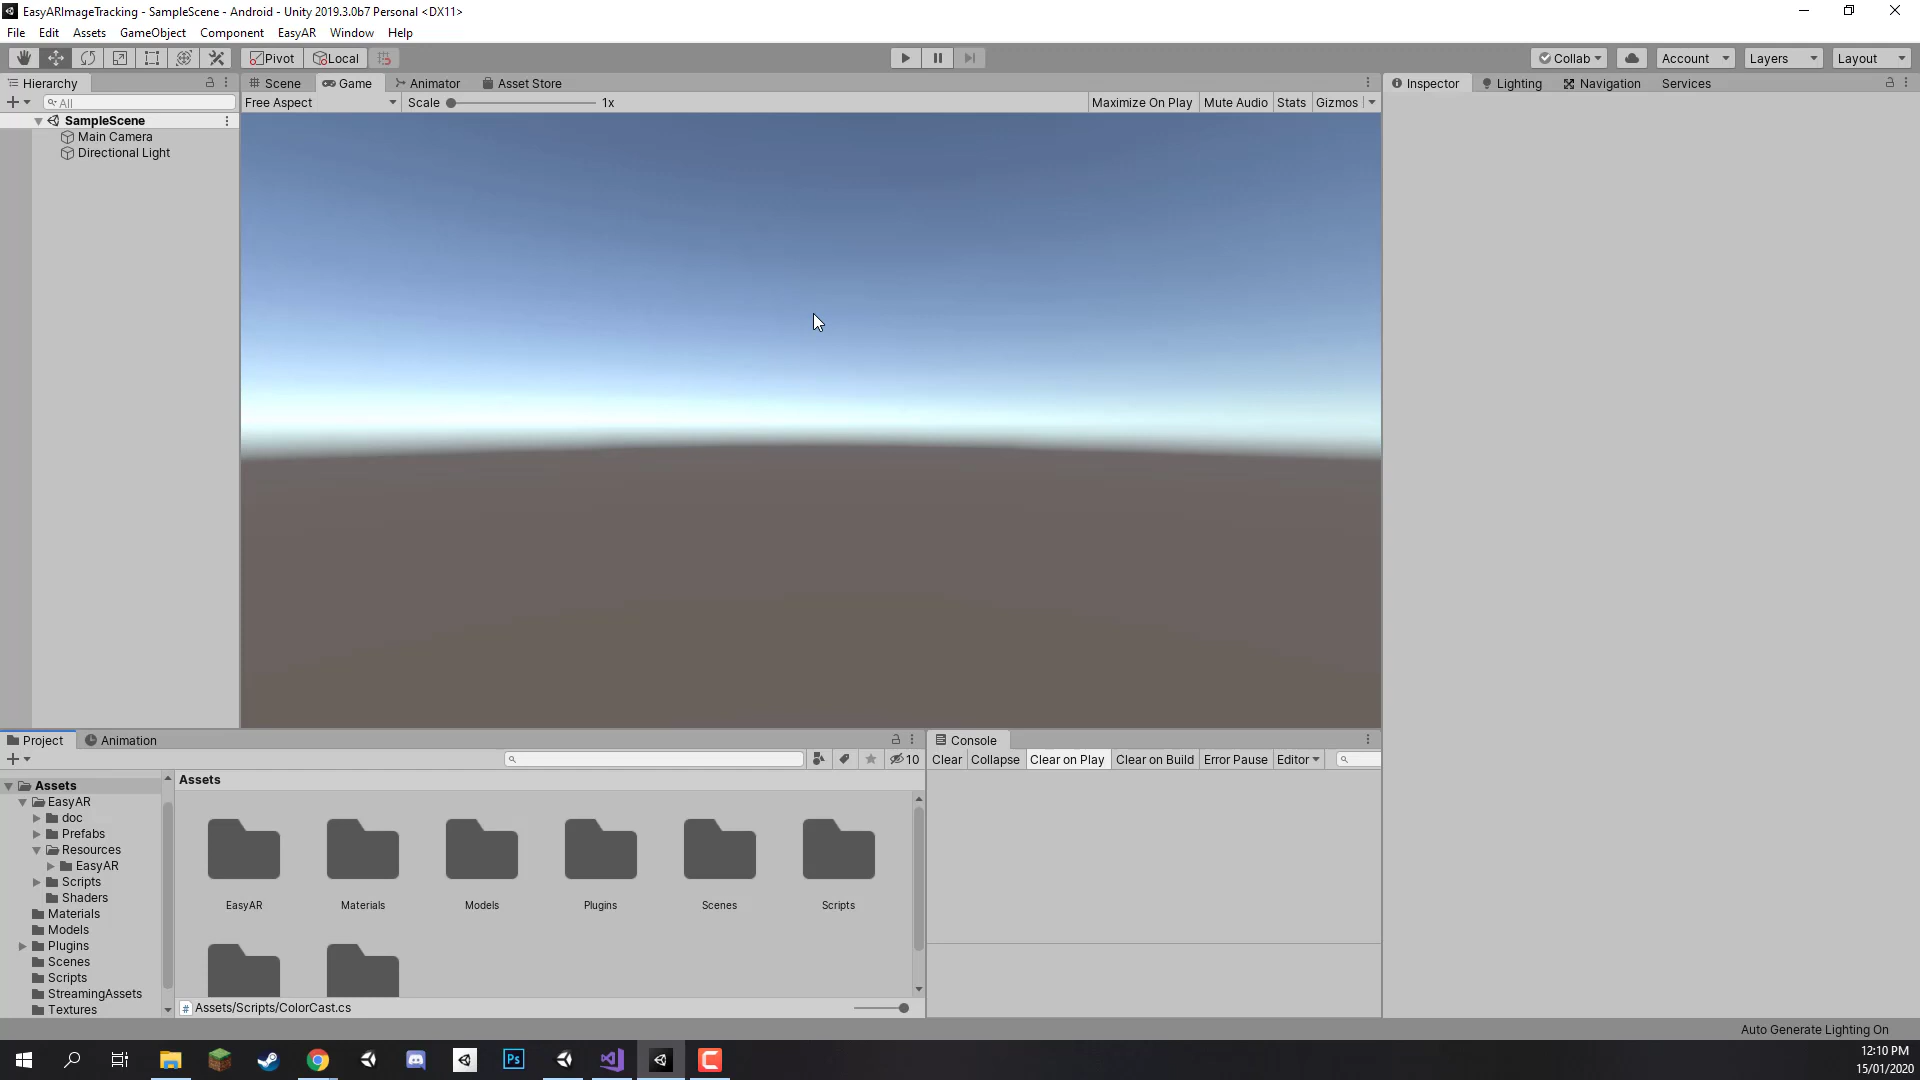 EasyARImageTracking - SampleScene - Android - Unity 2019.3.0b7 Personal <DX11>
File Edit Assets GameObject Component EasyAR Window Help
Pivot Local Collab Account Layers Layout
Hierarchy
All
SampleScene
Main Camera
Directional Light
Scene Game Animator Asset Store
Free Aspect Scale 1x Maximize On Play Mute Audio Stats Gizmos
Inspector Lighting Navigation Services
Project Animation
10
Assets
EasyAR
doc
Prefabs
Resources
EasyAR
Scripts
Shaders
Materials
Models
Plugins
Scenes
Scripts
StreamingAssets
Textures
Assets
EasyAR Materials Models Plugins Scenes Scripts
Assets/Scripts/ColorCast.cs
Console
Clear Collapse Clear on Play Clear on Build Error Pause Editor
Auto Generate Lighting On
Ps
12:10 PM
15/01/2020